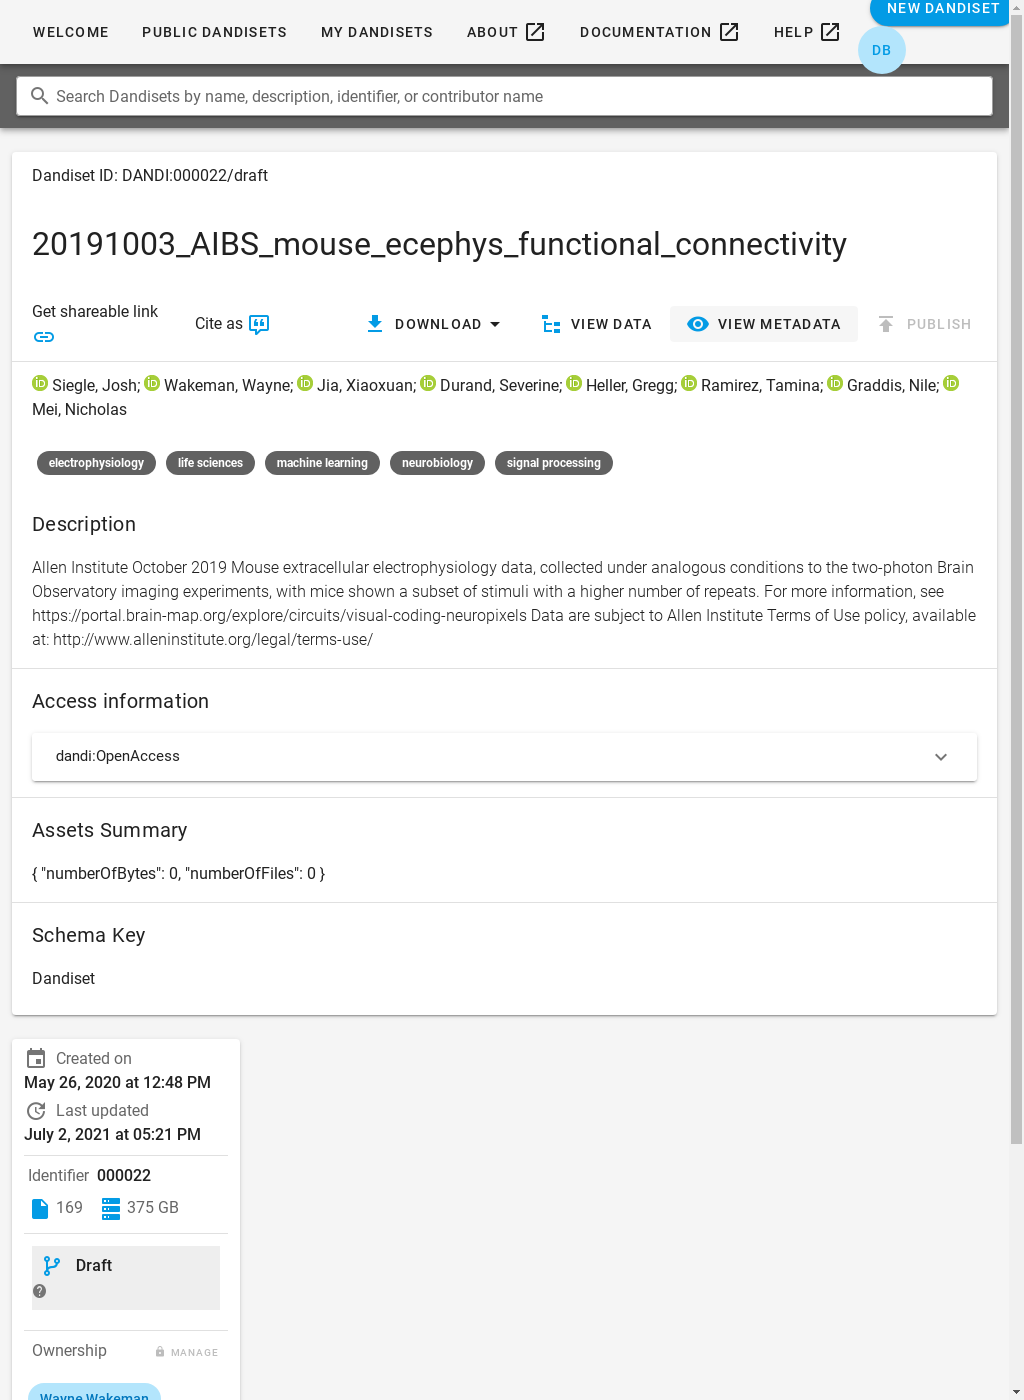 WELCOME PUBLIC DANDISETS MY DANDISETS ABOUT DOCUMENTATION HELP NEW DANDISET
DB
Search Dandisets by name, description, identifier, or contributor name
Dandiset ID: DANDI:000022/draft
20191003_AIBS_mouse_ecephys_functional_connectivity
Get shareable link
Cite as DOWNLOAD VIEW DATA VIEW METADATA PUBLISH
iD Siegle, Josh; iD Wakeman, Wayne; iD Jia, Xiaoxuan; iD Durand, Severine; iD Heller, Gregg; iD Ramirez, Tamina; iD Graddis, Nile; iD
Mei, Nicholas
electrophysiology life sciences machine learning neurobiology signal processing
Description
Allen Institute October 2019 Mouse extracellular electrophysiology data, collected under analogous conditions to the two-photon Brain
Observatory imaging experiments, with mice shown a subset of stimuli with a higher number of repeats. For more information, see
https://portal.brain-map.org/explore/circuits/visual-coding-neuropixels Data are subject to Allen Institute Terms of Use policy, available
at: http://www.alleninstitute.org/legal/terms-use/
Access information
dandi:OpenAccess
Assets Summary
{ "numberOfBytes": 0, "numberOfFiles": 0 }
Schema Key
Dandiset
Created on
May 26, 2020 at 12:48 PM
Last updated
July 2, 2021 at 05:21 PM
Identifier 000022
169 375 GB
Draft
Ownership MANAGE
Wayne Wakeman